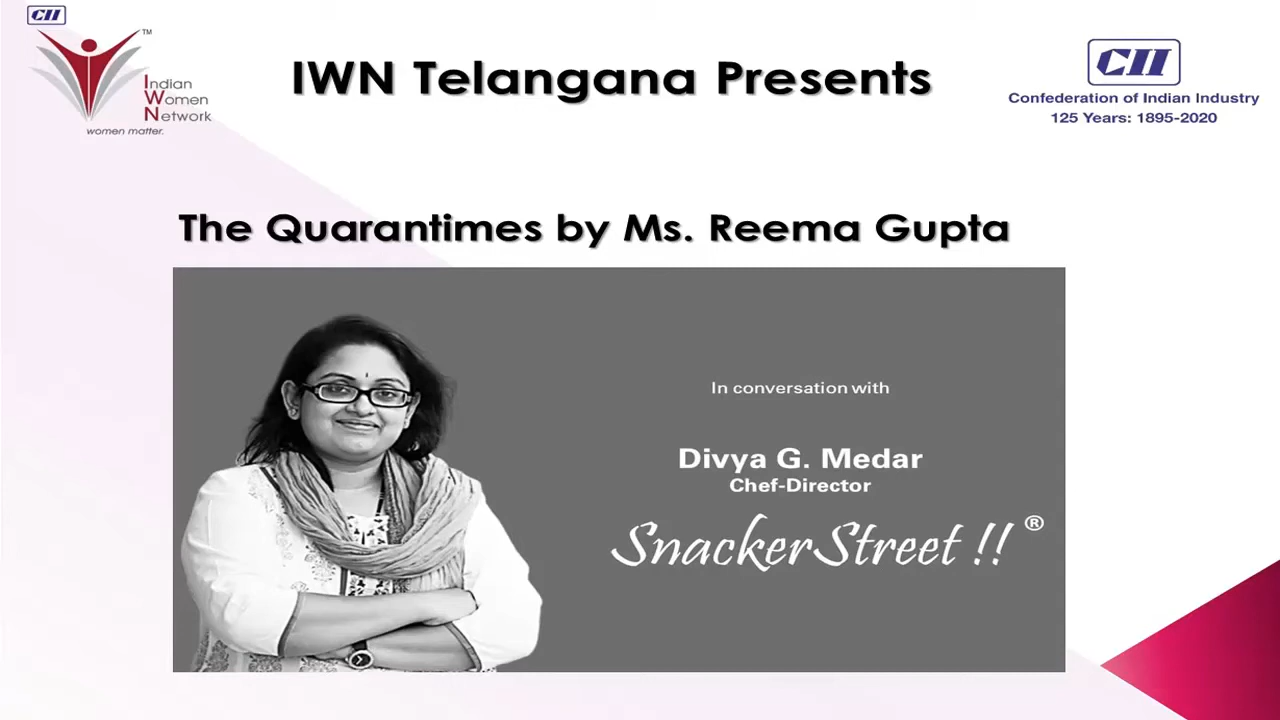 CII
TM
Indian
Women
Network
women matter.
IWN Telangana Presents
CII
Confederation of Indian Industry
125 Years: 1895-2020
The Quarantimes by Ms. Reema Gupta
In conversation with
Divya G. Medar
Chef-Director
SnackerStreet !! ®